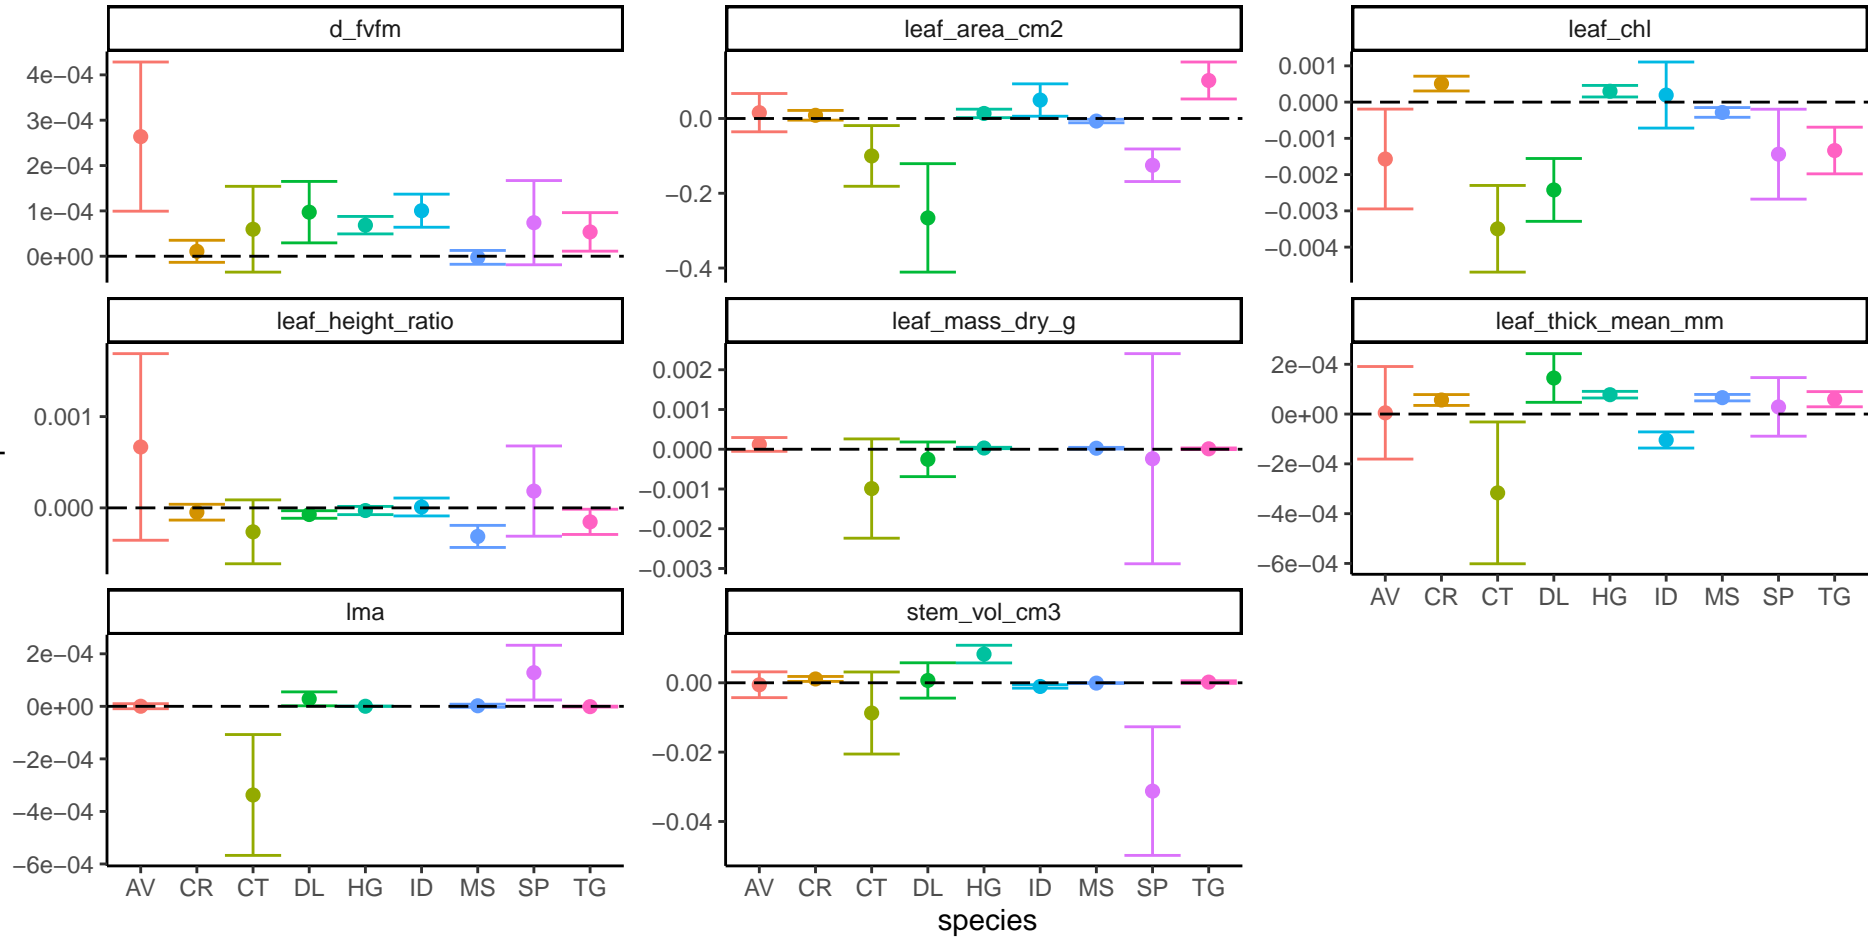 d_fvfm
leaf_area_cm2
leaf_chl
4e−04
3e−04
2e−04
1e−04
0e+00
0.0
−0.2
−0.4
0.001
0.000
−0.001
−0.002
−0.003
−0.004
leaf_height_ratio
leaf_mass_dry_g
leaf_thick_mean_mm
0.001
0.000
0.002
0.001
0.000
−0.001
−0.002
−0.003
2e−04
0e+00
−2e−04
−4e−04
−6e−04
AV CR CT DL HG ID MS SP TG
lma
stem_vol_cm3
2e−04
0e+00
−2e−04
−4e−04
−6e−04
0.00
−0.02
−0.04
AV CR CT DL HG ID MS SP TG
AV CR CT DL HG ID MS SP TG
species